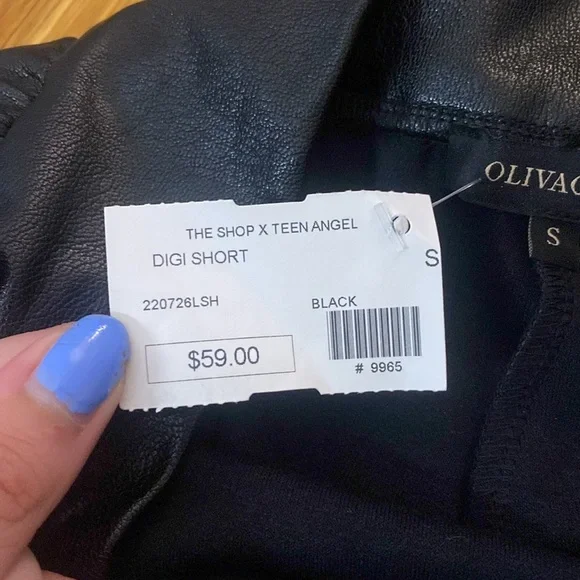 THE SHOP X TEEN ANGEL
DIGI SHORT
S
220726LSH
BLACK
$59.00
# 9965
S